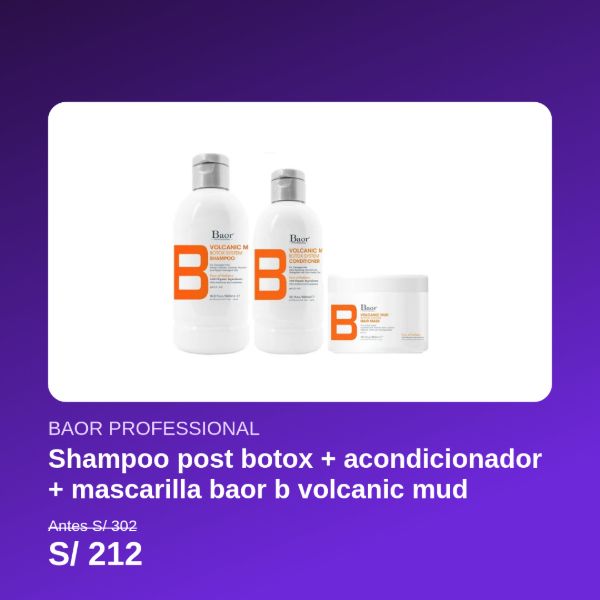 Baor
VOLCANIC M
BOTOX SYSTEM
SHAMPOO
Baor
VOLCANIC M
BOTOX SYSTEM
CONDITIONER
Baor
VOLCANIC MUD
HAIR MASK
B
B
B
BAOR PROFESSIONAL
Shampoo post botox + acondicionador
+ mascarilla baor b volcanic mud
Antes S/ 302
S/ 212